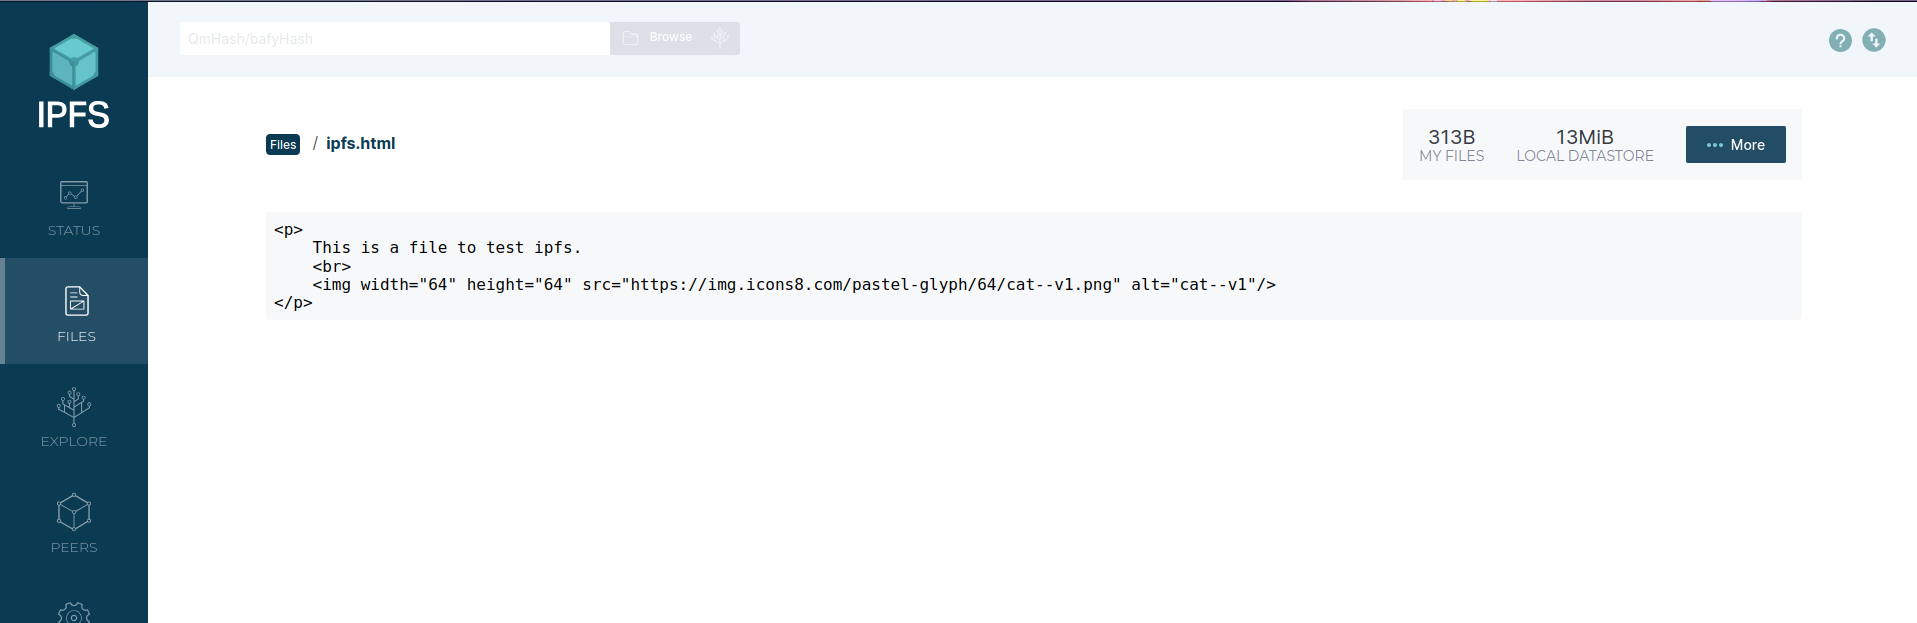 QmHash/bafyHash
Browse
IPFS
Files / ipfs.html
313B
MY FILES
13MiB
LOCAL DATASTORE
••• More
STATUS
FILES
EXPLORE
PEERS
<p>
    This is a file to test ipfs.
    <br>
    <img width="64" height="64" src="https://img.icons8.com/pastel-glyph/64/cat--v1.png" alt="cat--v1"/>
</p>